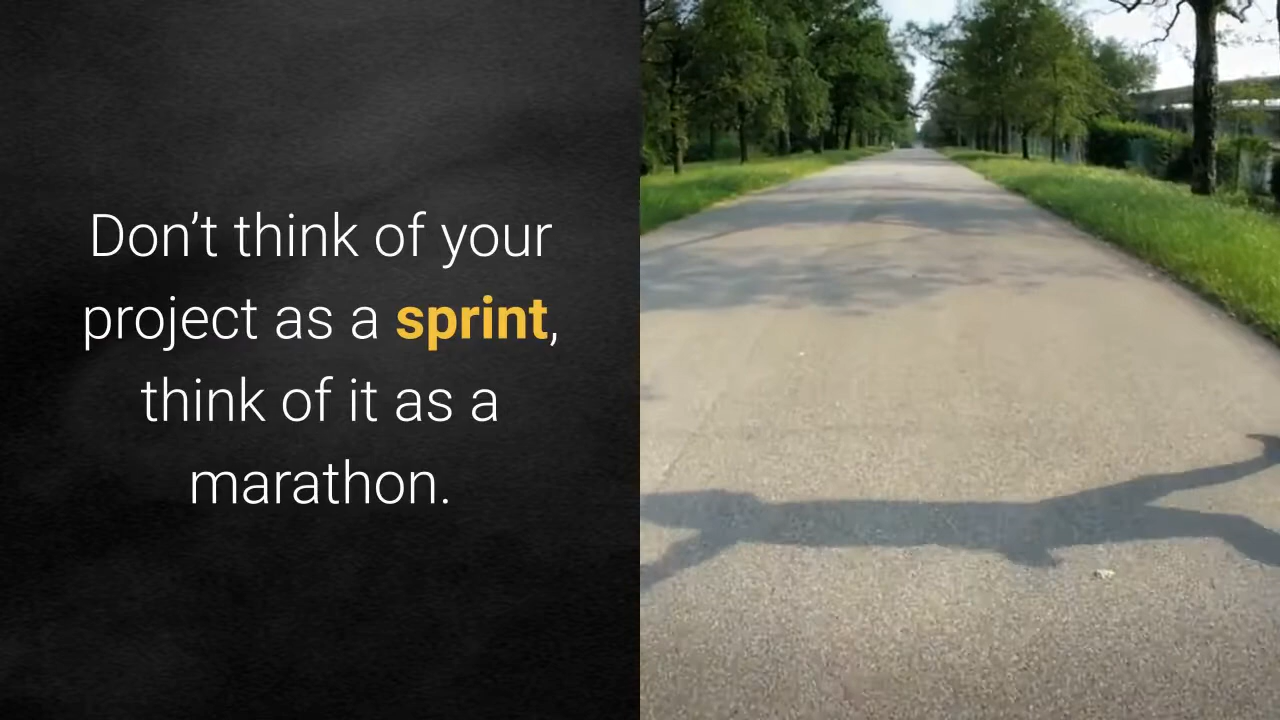 Don’t think of your
project as a sprint,
think of it as a
marathon.